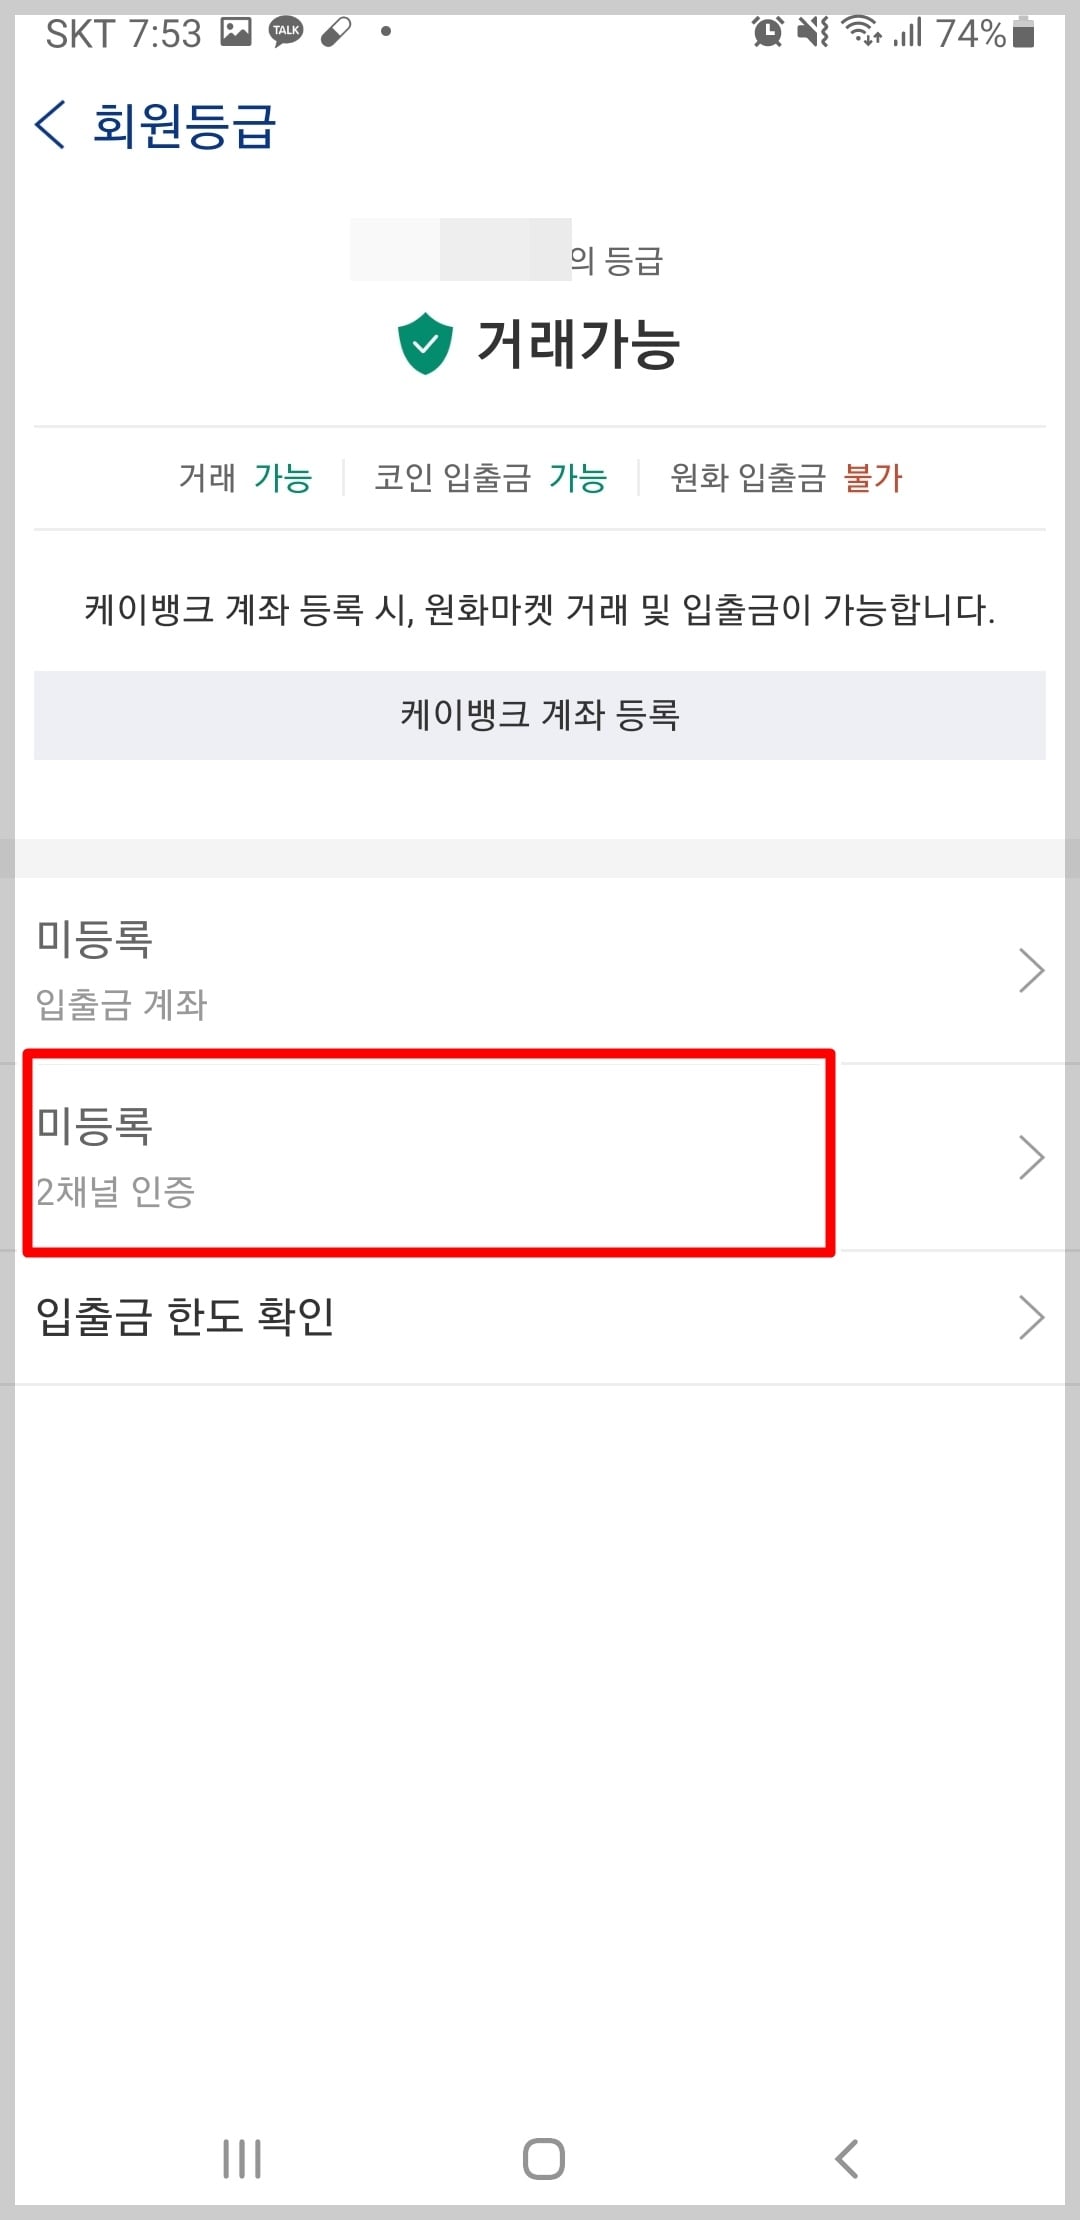 SKT 7:53 TALK 74%
회원등급
의 등급
거래가능
거래 가능 코인 입출금 가능 원화 입출금 불가
케이뱅크 계좌 등록 시, 원화마켓 거래 및 입출금이 가능합니다.
케이뱅크 계좌 등록
미등록
입출금 계좌
미등록
2채널 인증
입출금 한도 확인